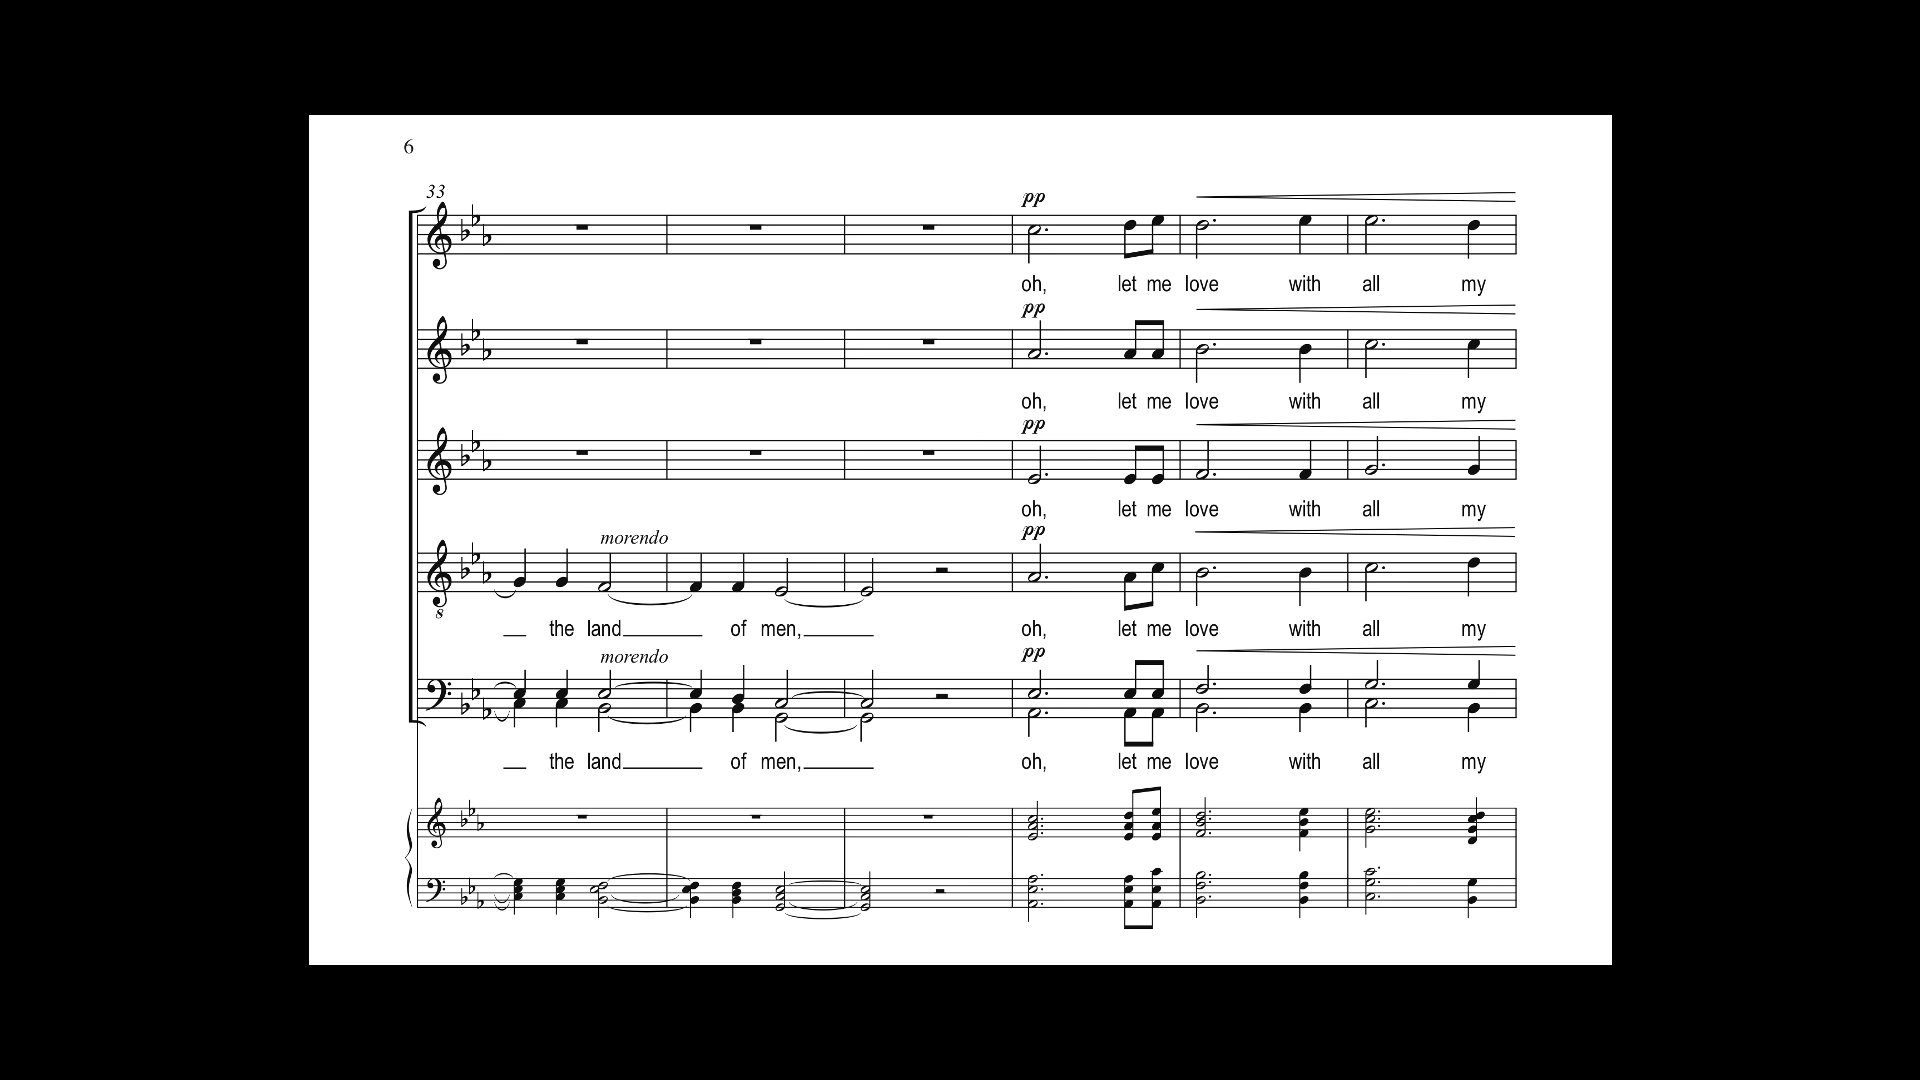 6
33
pp
oh, let me love with all my
pp
oh, let me love with all my
pp
oh, let me love with all my
morendo pp
8
the land of men, oh, let me love with all my
morendo pp
the land of men, oh, let me love with all my